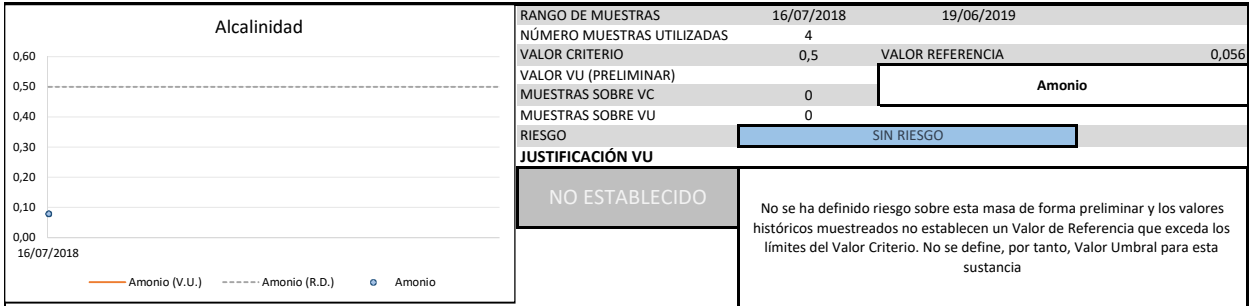 Alcalinidad
0,60
0,50
0,40
0,30
0,20
0,10
0,00
16/07/2018
Amonio (V.U.) Amonio (R.D.) Amonio
RANGO DE MUESTRAS 16/07/2018 19/06/2019
NÚMERO MUESTRAS UTILIZADAS 4
VALOR CRITERIO 0,5 VALOR REFERENCIA 0,056
VALOR VU (PRELIMINAR)
Amonio
MUESTRAS SOBRE VC 0
MUESTRAS SOBRE VU 0
RIESGO SIN RIESGO
JUSTIFICACIÓN VU
NO ESTABLECIDO
No se ha definido riesgo sobre esta masa de forma preliminar y los valores
históricos muestreados no establecen un Valor de Referencia que exceda los
límites del Valor Criterio. No se define, por tanto, Valor Umbral para esta
sustancia